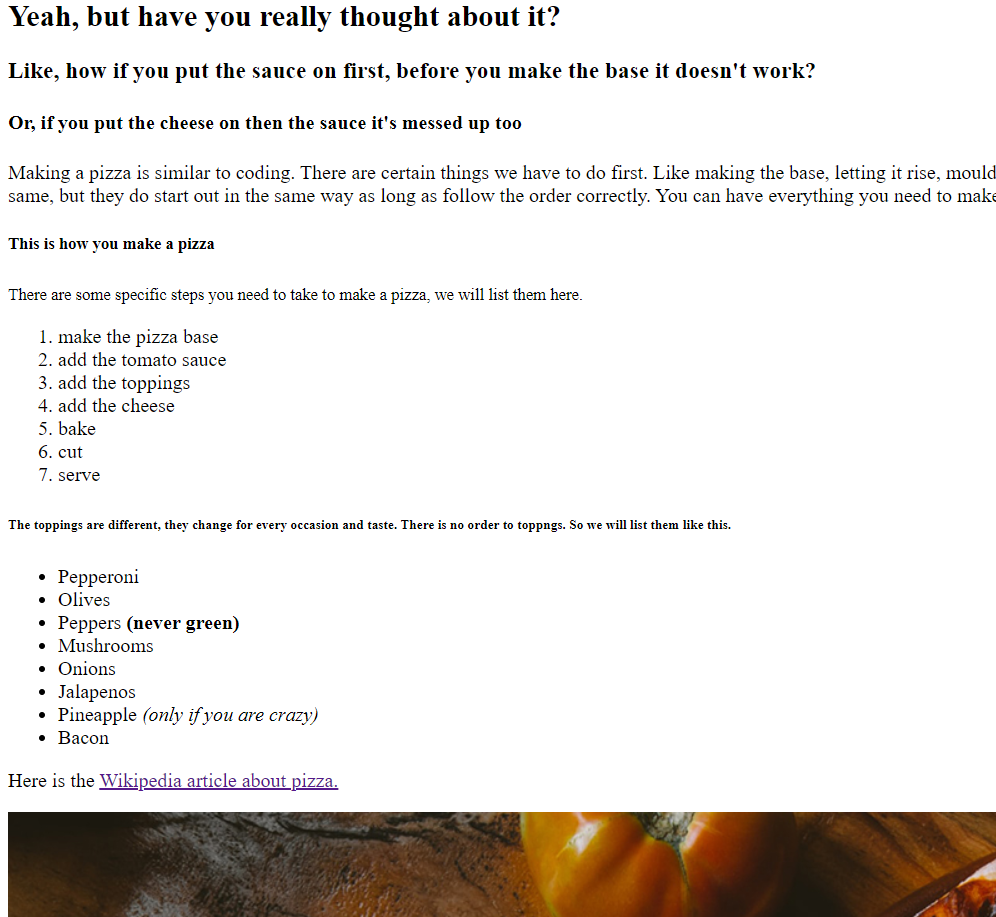 Yeah, but have you really thought about it?
Like, how if you put the sauce on first, before you make the base it doesn't work?
Or, if you put the cheese on then the sauce it's messed up too
Making a pizza is similar to coding. There are certain things we have to do first. Like making the base, letting it rise, mould
same, but they do start out in the same way as long as follow the order correctly. You can have everything you need to make
This is how you make a pizza
There are some specific steps you need to take to make a pizza, we will list them here.
1. make the pizza base
2. add the tomato sauce
3. add the toppings
4. add the cheese
5. bake
6. cut
7. serve
The toppings are different, they change for every occasion and taste. There is no order to toppngs. So we will list them like this.
• Pepperoni
• Olives
• Peppers (never green)
• Mushrooms
• Onions
• Jalapenos
• Pineapple (only if you are crazy)
• Bacon
Here is the Wikipedia article about pizza.